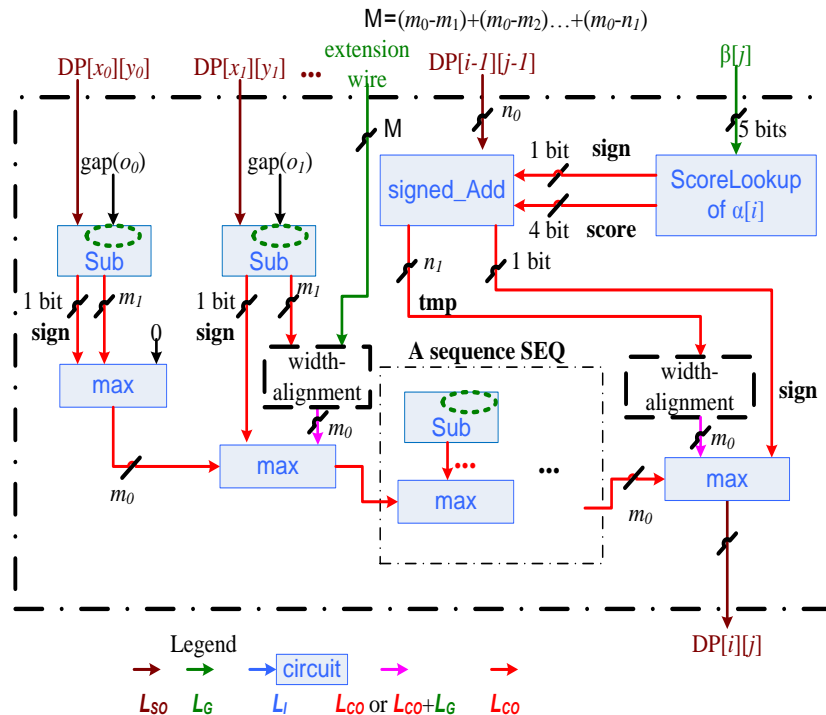 M=(m0-m1)+(m0-m2)…+(m0-n1)
DP[x0][y0]
DP[x1][y1]
...
extension
wire
DP[i-1][j-1]
β[j]
M
n0
5 bits
gap(o0)
gap(o1)
1 bit
sign
signed_Add
ScoreLookup
of α[i]
4 bit
score
Sub
Sub
n1
1 bit
1 bit
m1
sign
1 bit
m1
sign
tmp
0
A sequence SEQ
width-
alignment
width-
alignment
sign
max
Sub
m0
m0
...
...
max
m0
max
m0
max
DP[i][j]
Legend
circuit
LSO
LG
LI
LCO or LCO+LG
LCO